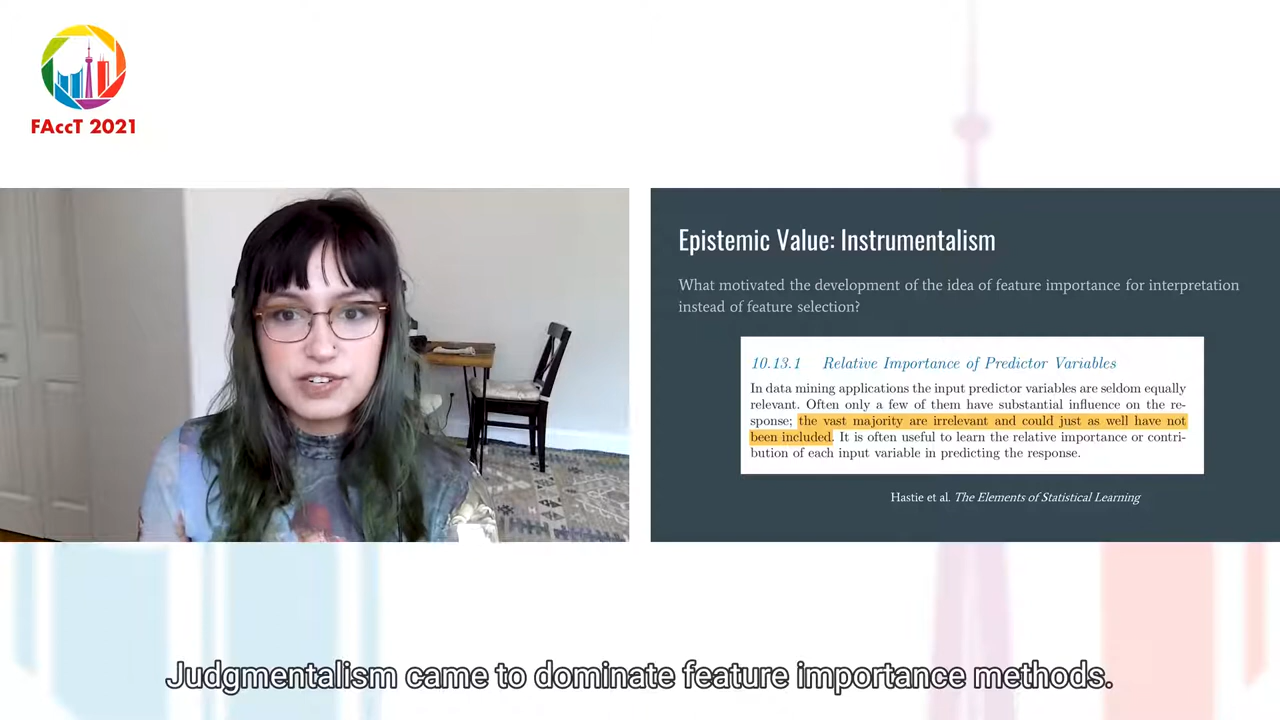 FAccT 2021
Epistemic Value: Instrumentalism
What motivated the development of the idea of feature importance for interpretation
instead of feature selection?
10.13.1 Relative Importance of Predictor Variables
In data mining applications the input predictor variables are seldom equally
relevant. Often only a few of them have substantial influence on the re-
sponse; the vast majority are irrelevant and could just as well have not
been included. It is often useful to learn the relative importance or contri-
bution of each input variable in predicting the response.
Hastie et al. The Elements of Statistical Learning
Judgmentalism came to dominate feature importance methods.